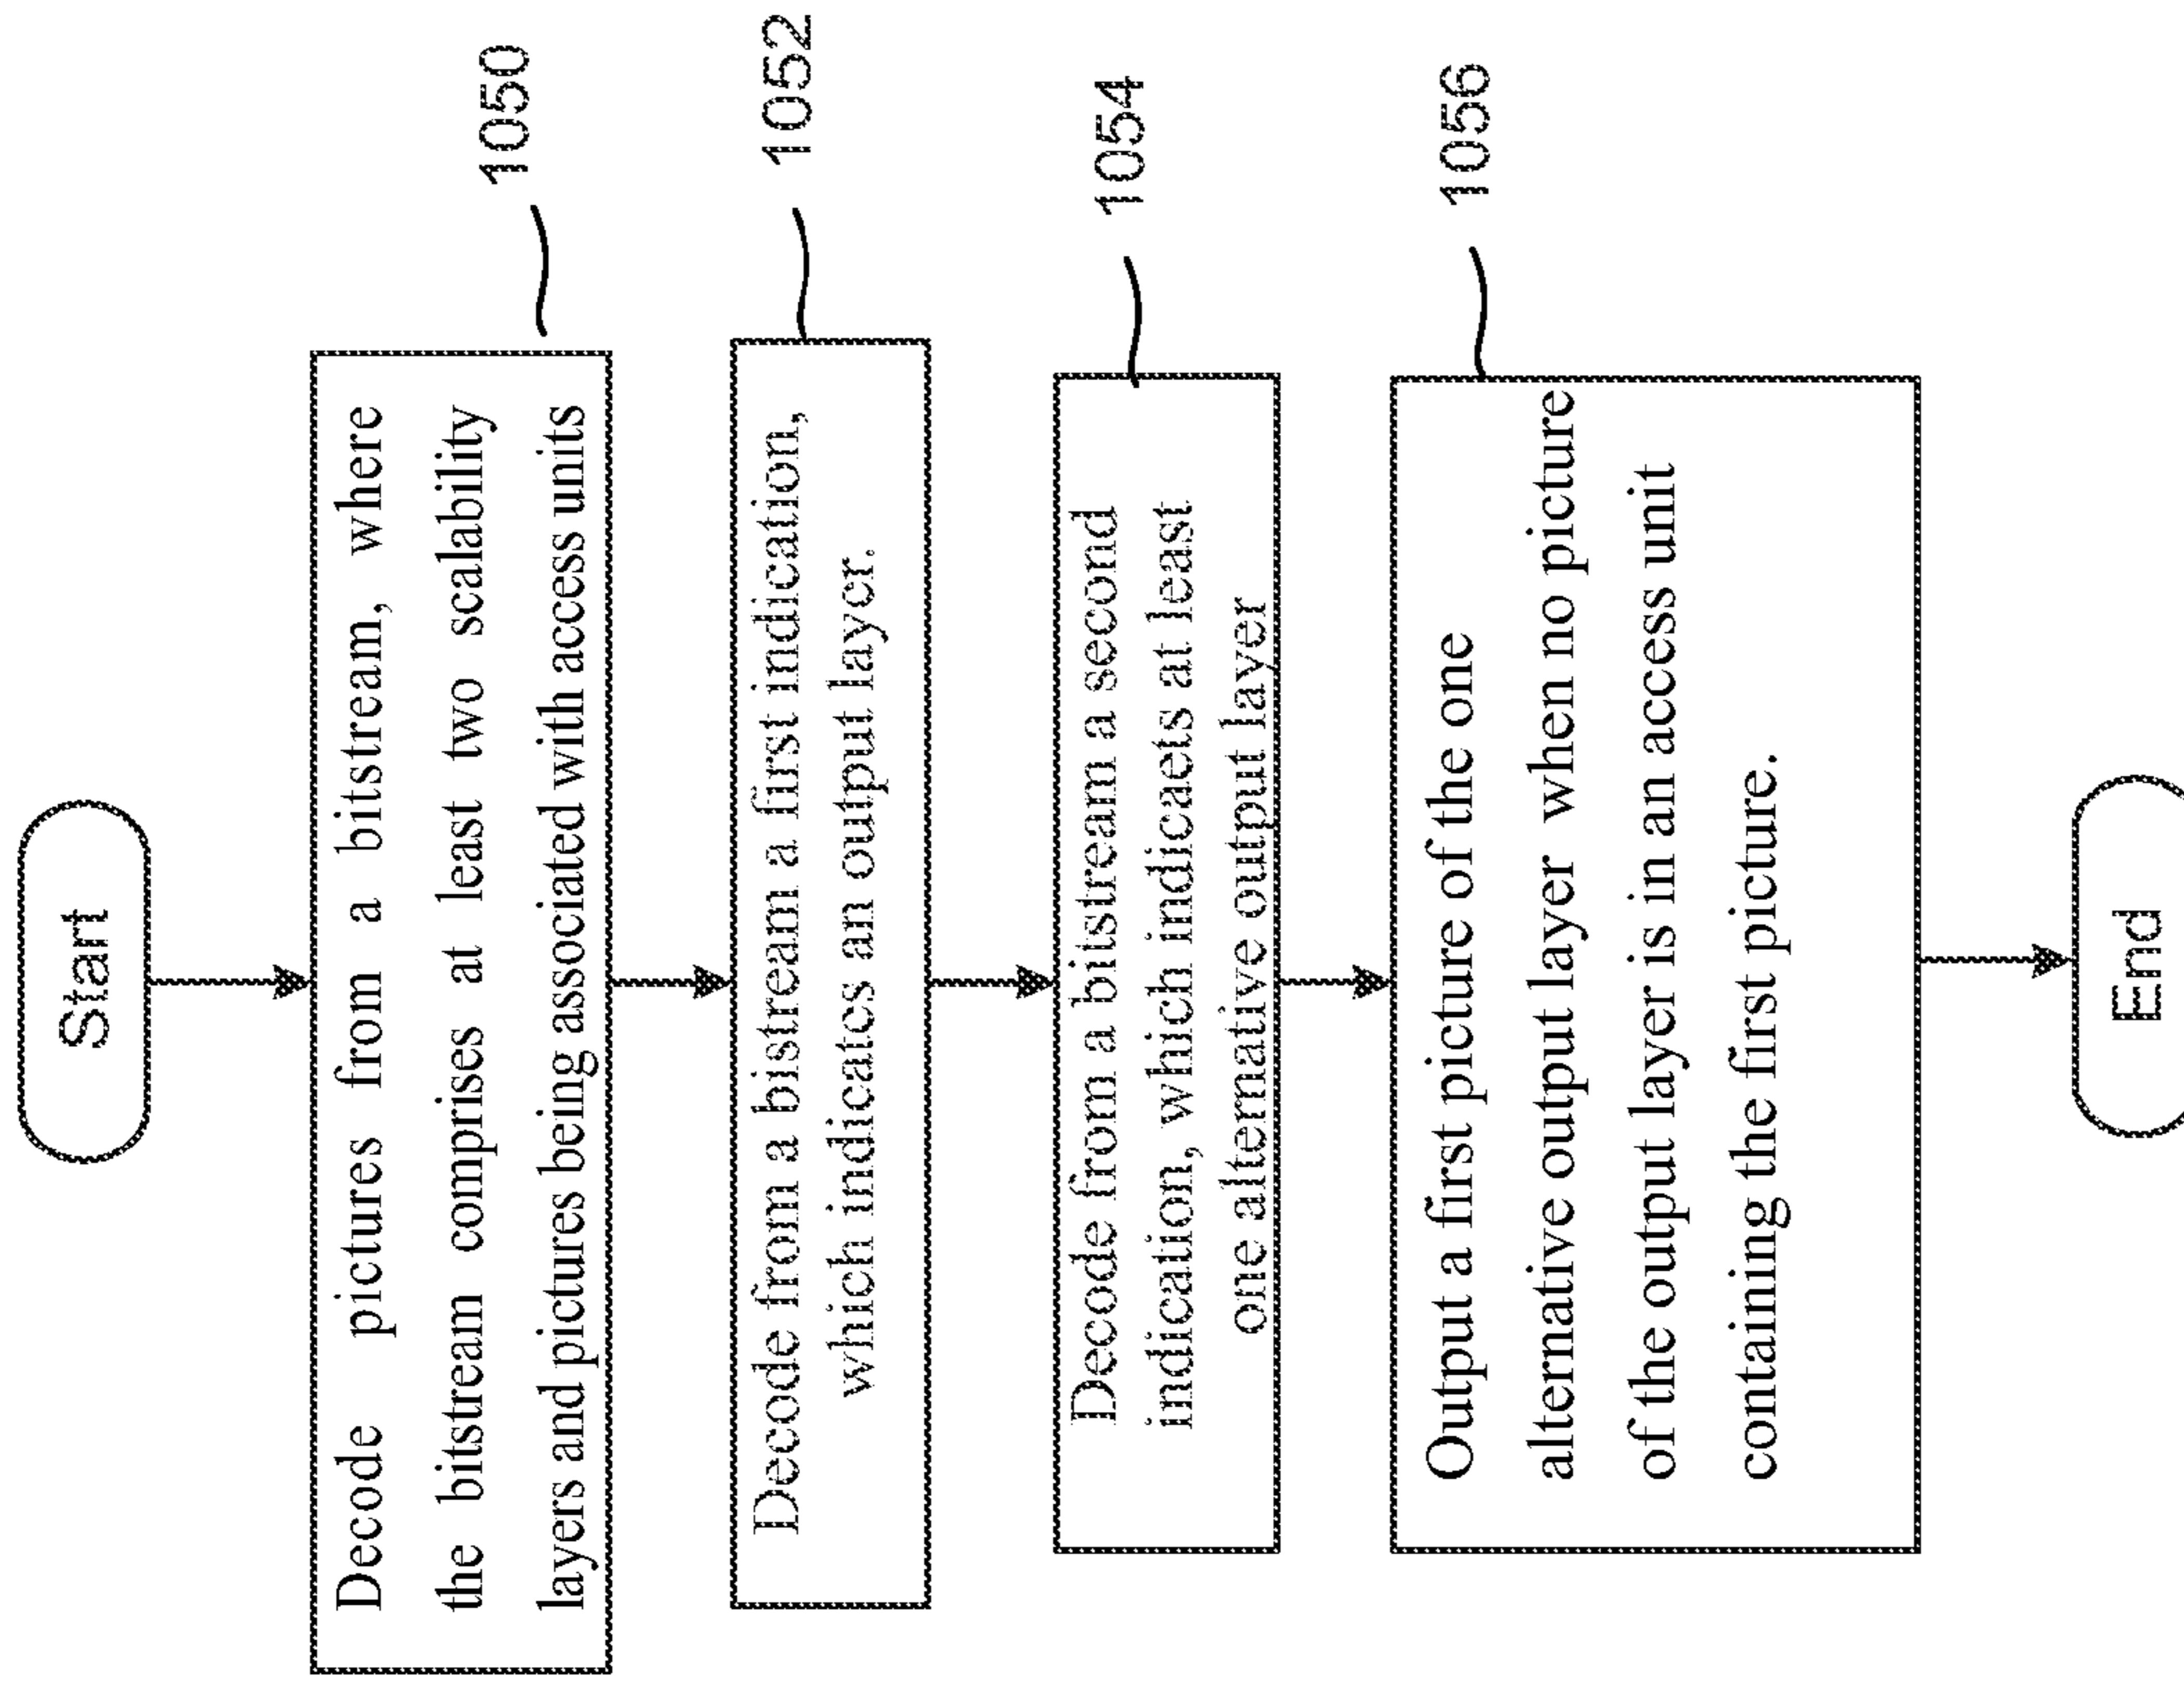 Start
Decode pictures from a bitstream, where
the bitstream comprises at least two scalability
layers and pictures being associated with access units
1050
Decode from a bistream a first indication,
which indicates an output layer.
1052
Decode from a bitstream a second
indication, which indicaets at least
one alternative output layer
1054
Output a first picture of the one
alternative output layer when no picture
of the output layer is in an access unit
containing the first picture.
1056
End